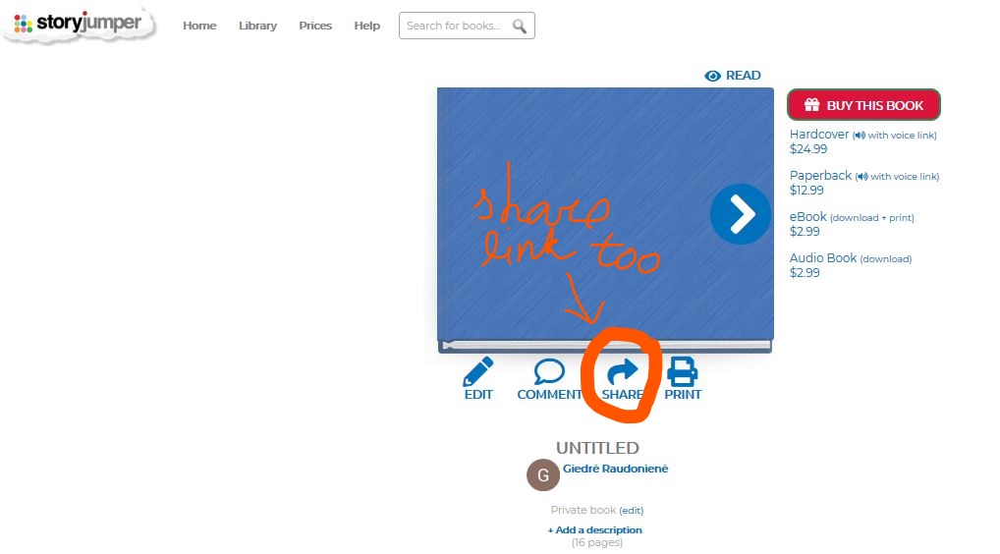 storyjumper
Home Library Prices Help Search for books...
READ
BUY THIS BOOK
Hardcover (with voice link)
$24.99
Paperback (with voice link)
$12.99
eBook (download + print)
$2.99
Audio Book (download)
$2.99
share
link too
EDIT COMMENT SHARE PRINT
UNTITLED
G Giedrė Raudonienė
Private book (edit)
+ Add a description
(16 pages)